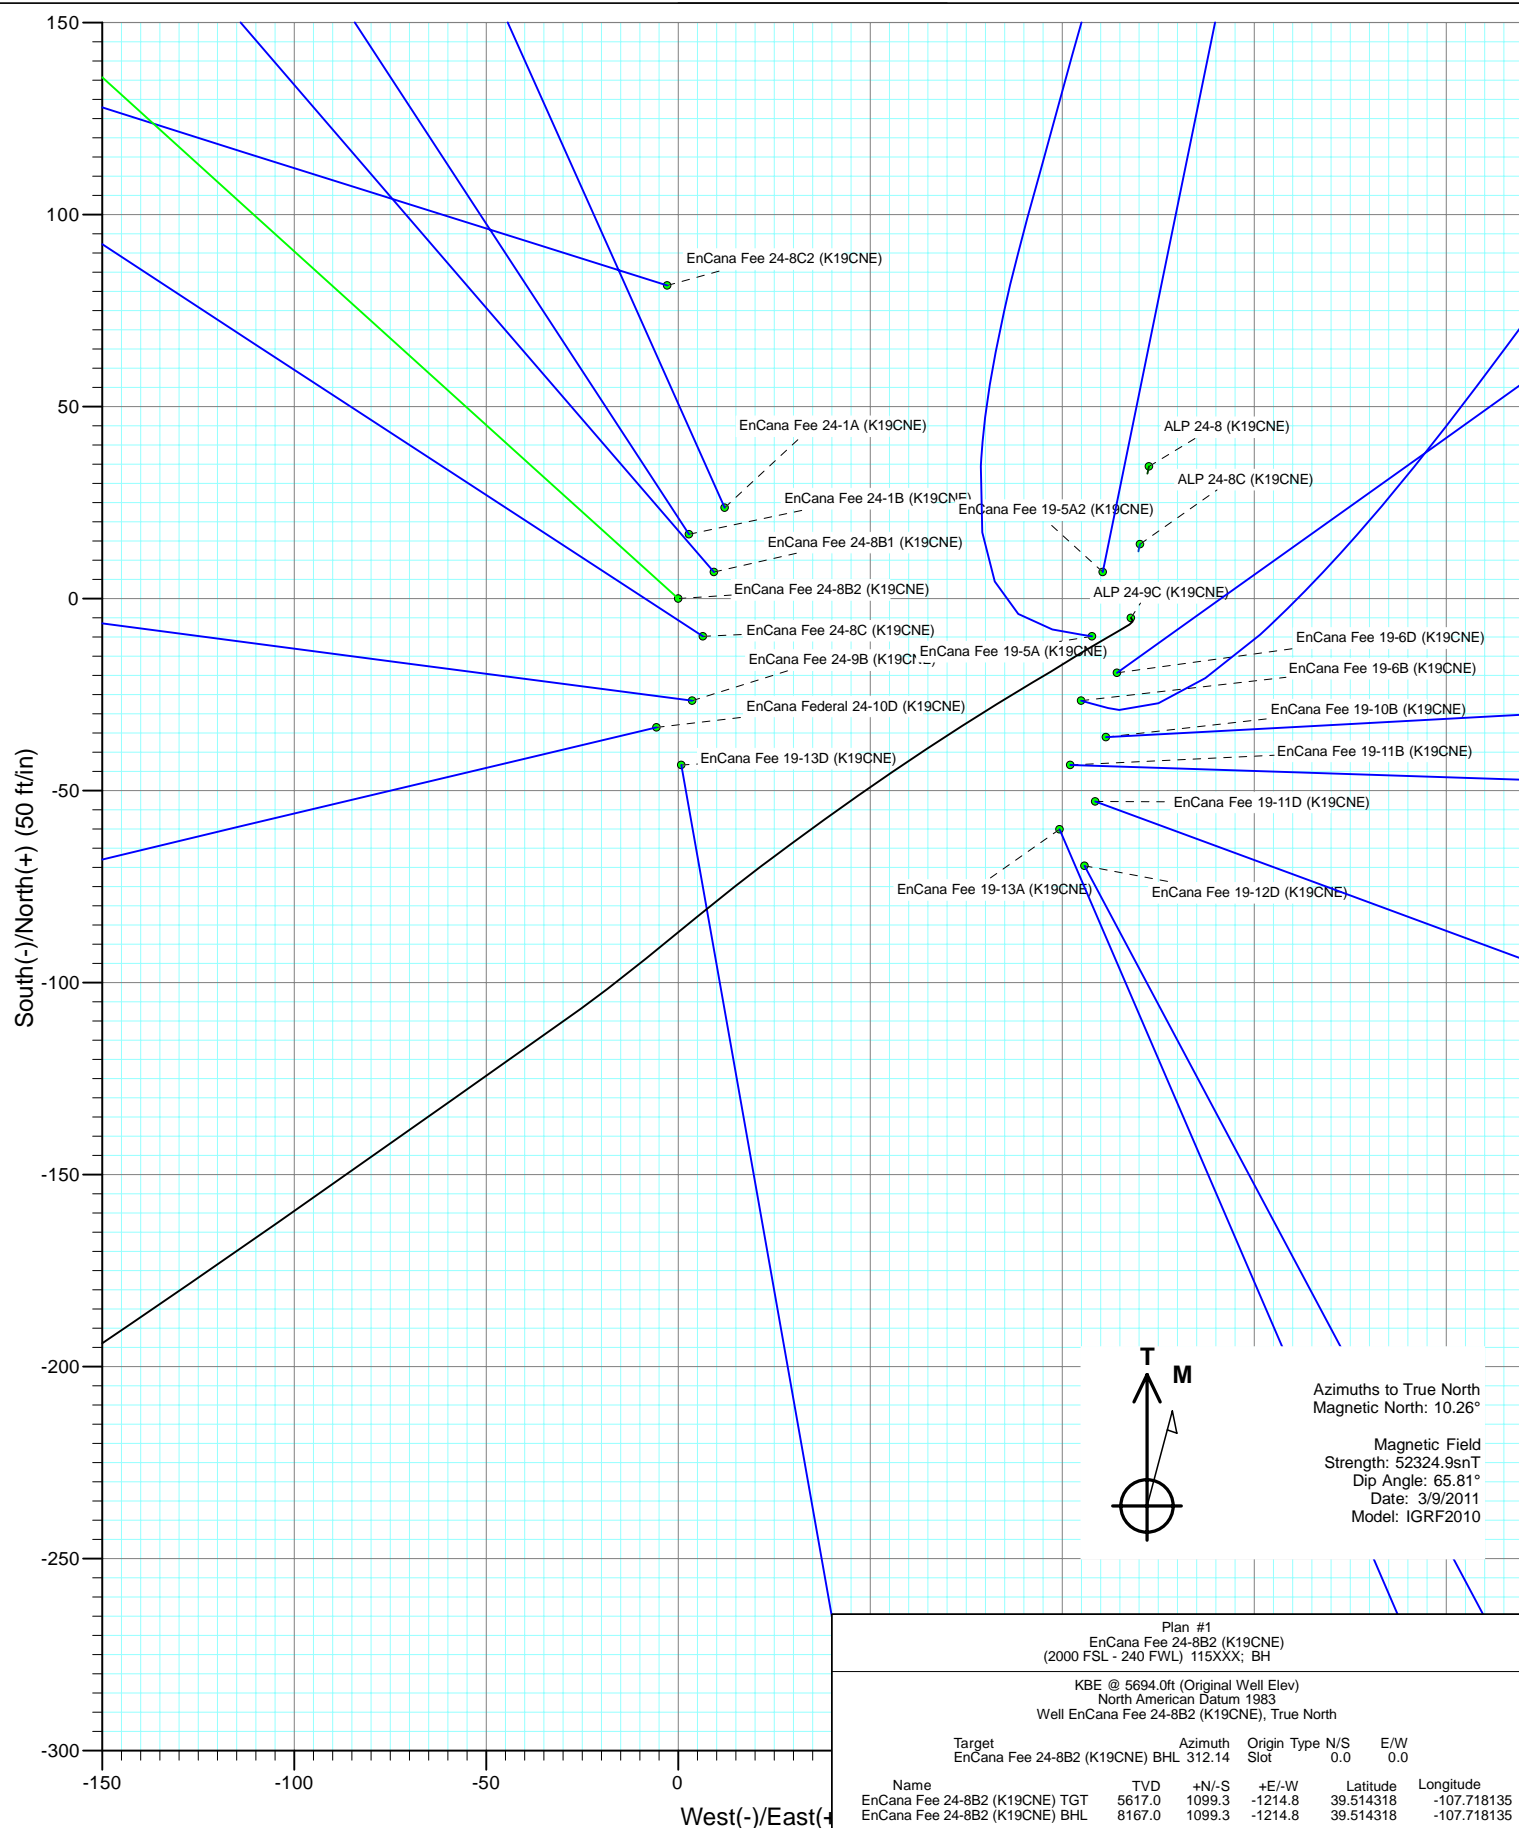 150
100
50
0
-50
-100
-150
-200
-250
-300
South(-)/North(+) (50 ft/in)
EnCana Fee 24-8C2 (K19CNE)
EnCana Fee 24-1A (K19CNE)
ALP 24-8 (K19CNE)
ALP 24-8C (K19CNE)
EnCana Fee 24-1B (K19CNE)
EnCana Fee 19-5A2 (K19CNE)
EnCana Fee 24-8B1 (K19CNE)
EnCana Fee 24-8B2 (K19CNE)
ALP 24-9C (K19CNE)
EnCana Fee 24-8C (K19CNE)
EnCana Fee 19-6D (K19CNE)
EnCana Fee 24-9B
EnCana Fee 19-5A (K19CNE)
EnCana Fee 19-6B (K19CNE)
EnCana Federal 24-10D (K19CNE)
EnCana Fee 19-10B (K19CNE)
EnCana Fee 19-13D (K19CNE)
EnCana Fee 19-11B (K19CNE)
EnCana Fee 19-11D (K19CNE)
EnCana Fee 19-13A (K19CNE)
EnCana Fee 19-12D (K19CNE)
T
M
Azimuths to True North
Magnetic North: 10.26°
Magnetic Field
Strength: 52324.9snT
Dip Angle: 65.81°
Date: 3/9/2011
Model: IGRF2010
Plan #1
EnCana Fee 24-8B2 (K19CNE)
(2000 FSL - 240 FWL) 115XXX; BH
KBE @ 5694.0ft (Original Well Elev)
North American Datum 1983
Well EnCana Fee 24-8B2 (K19CNE), True North
Target Azimuth Origin Type N/S E/W
EnCana Fee 24-8B2 (K19CNE) BHL 312.14 Slot 0.0 0.0
Name TVD +N/-S +E/-W Latitude Longitude
EnCana Fee 24-8B2 (K19CNE) TGT 5617.0 1099.3 -1214.8 39.514318 -107.718135
EnCana Fee 24-8B2 (K19CNE) BHL 8167.0 1099.3 -1214.8 39.514318 -107.718135
-150 -100 -50 0
West(-)/East(+